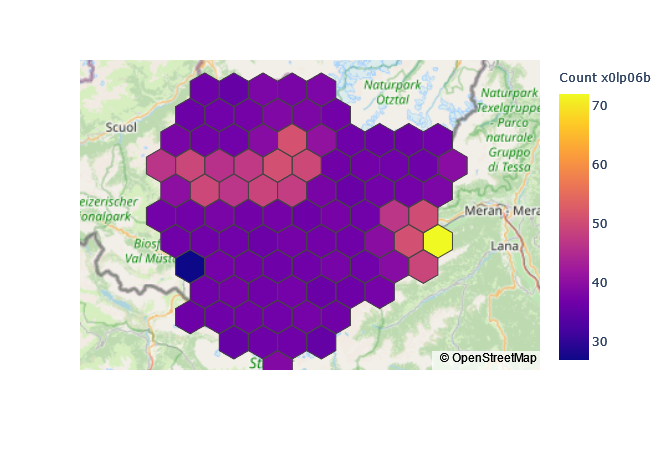 Count x0lp06b
70
60
50
40
30
Naturpark
Ötztal
Naturpark
Texelgruppe
- Parco
naturale
Gruppo
di Tessa
Scuol
eizerischer
onalpark
Biosf
Val Müsta
Meran - Mera
Lana
St
© OpenStreetMap